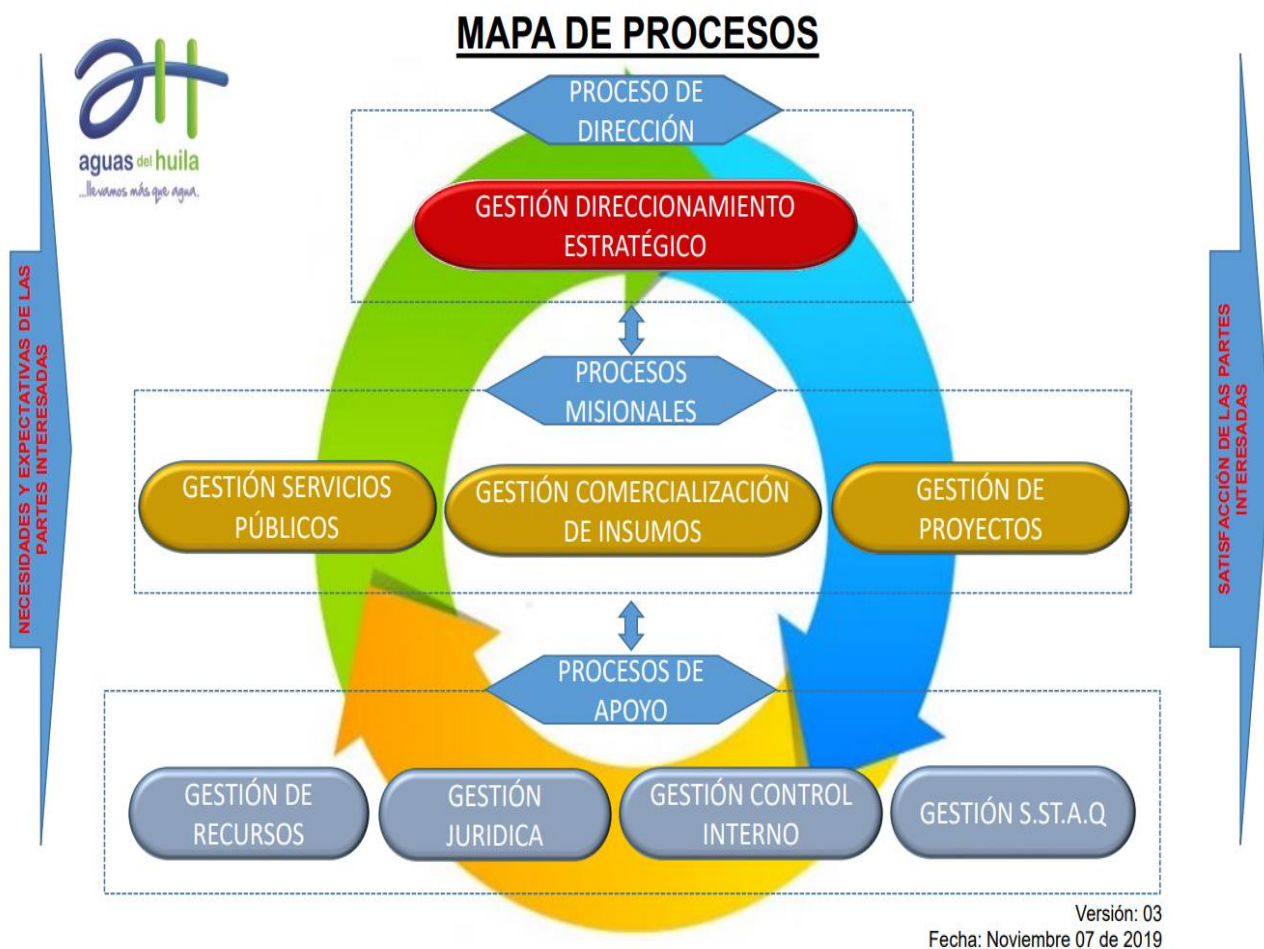 MAPA DE PROCESOS
aH
aguas del huila
...llevamos más que agua.
PROCESO DE
DIRECCIÓN
GESTIÓN DIRECCIONAMIENTO
ESTRATÉGICO
NECESIDADES Y EXPECTATIVAS DE LAS
PARTES INTERESADAS
PROCESOS
MISIONALES
GESTIÓN SERVICIOS
PÚBLICOS
GESTIÓN COMERCIALIZACIÓN
DE INSUMOS
GESTIÓN DE
PROYECTOS
SATISFACCIÓN DE LAS PARTES
INTERESADAS
PROCESOS DE
APOYO
GESTIÓN DE
RECURSOS
GESTIÓN
JURIDICA
GESTIÓN CONTROL
INTERNO
GESTIÓN S.ST.A.Q
Versión: 03
Fecha: Noviembre 07 de 2019